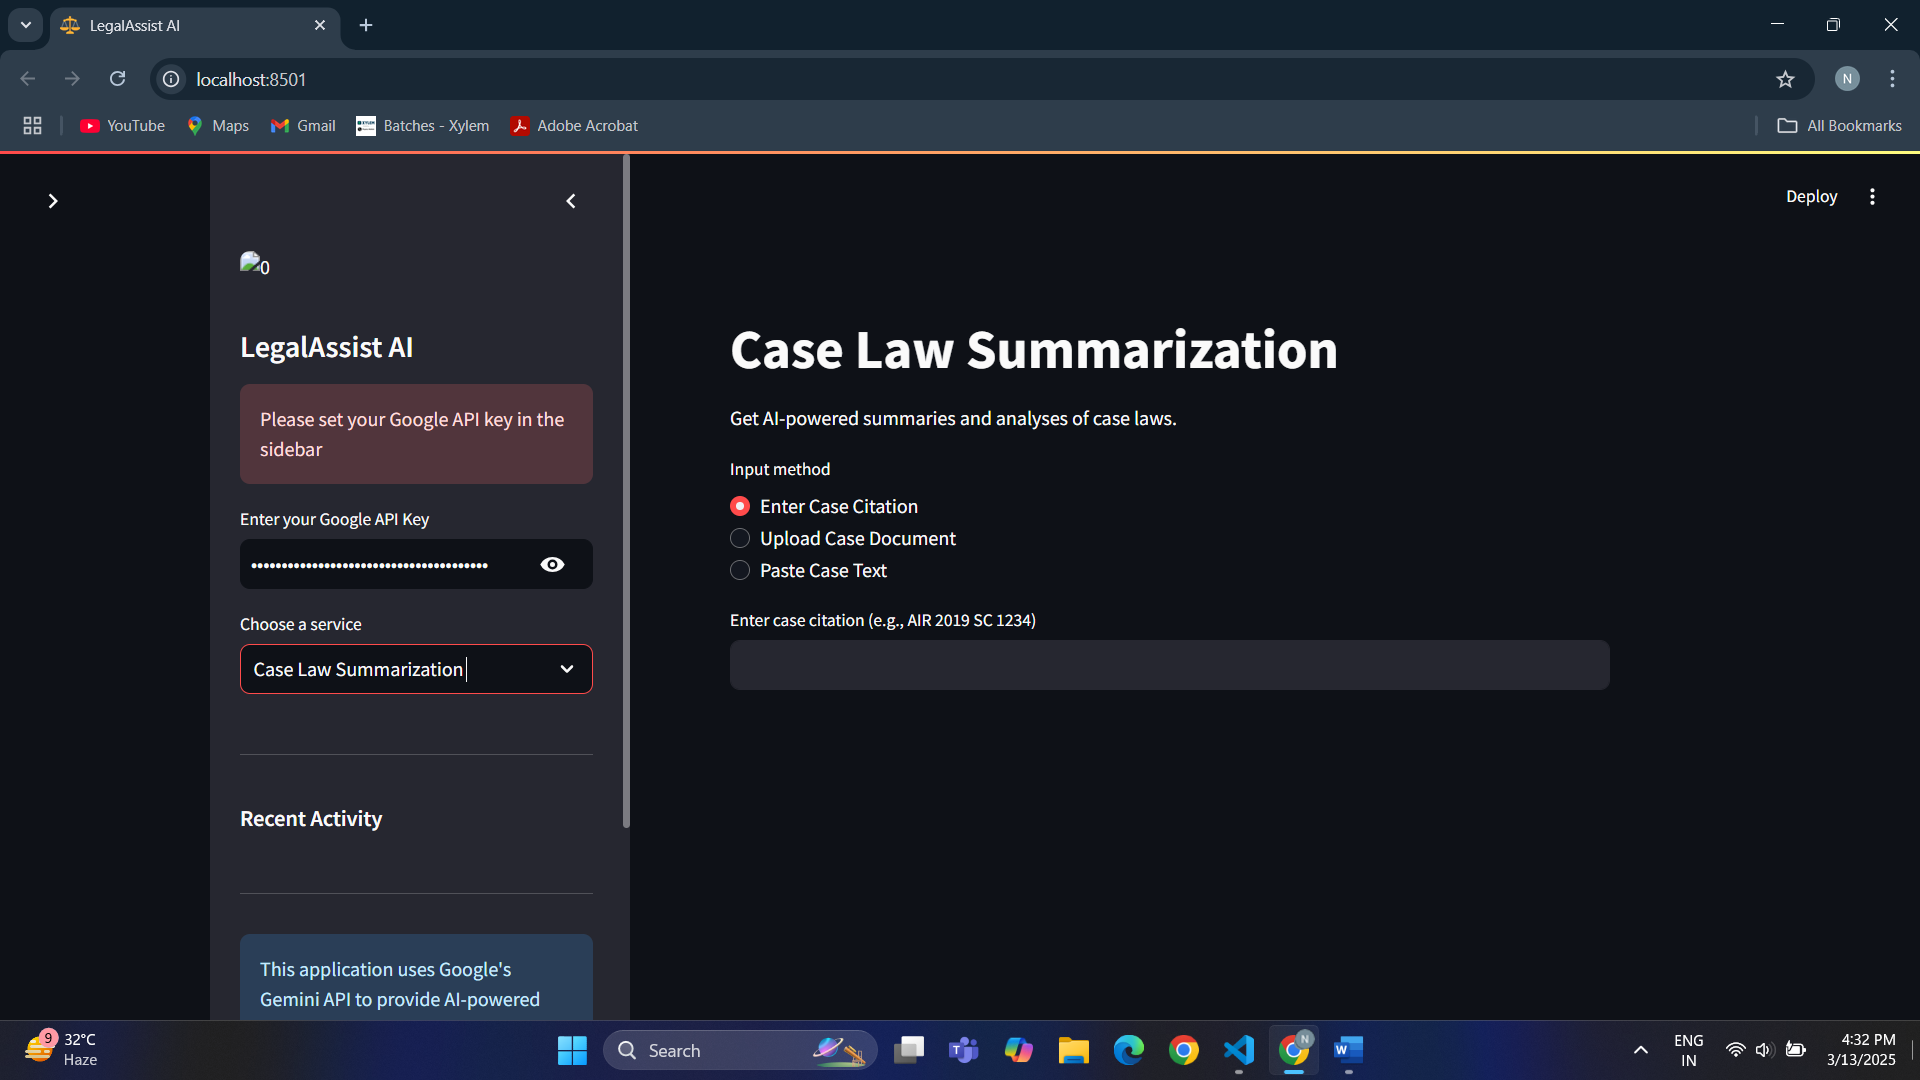 LegalAssist AI
localhost:8501
N
YouTube
Maps
Gmail
Batches - Xylem
Adobe Acrobat
All Bookmarks
Deploy
0
LegalAssist AI
Please set your Google API key in the
sidebar
Enter your Google API Key
Choose a service
Case Law Summarization
Recent Activity
This application uses Google's
Gemini API to provide AI-powered
Case Law Summarization
Get AI-powered summaries and analyses of case laws.
Input method
Enter Case Citation
Upload Case Document
Paste Case Text
Enter case citation (e.g., AIR 2019 SC 1234)
9
32°C
Haze
Search
N
ENG
IN
4:32 PM
3/13/2025